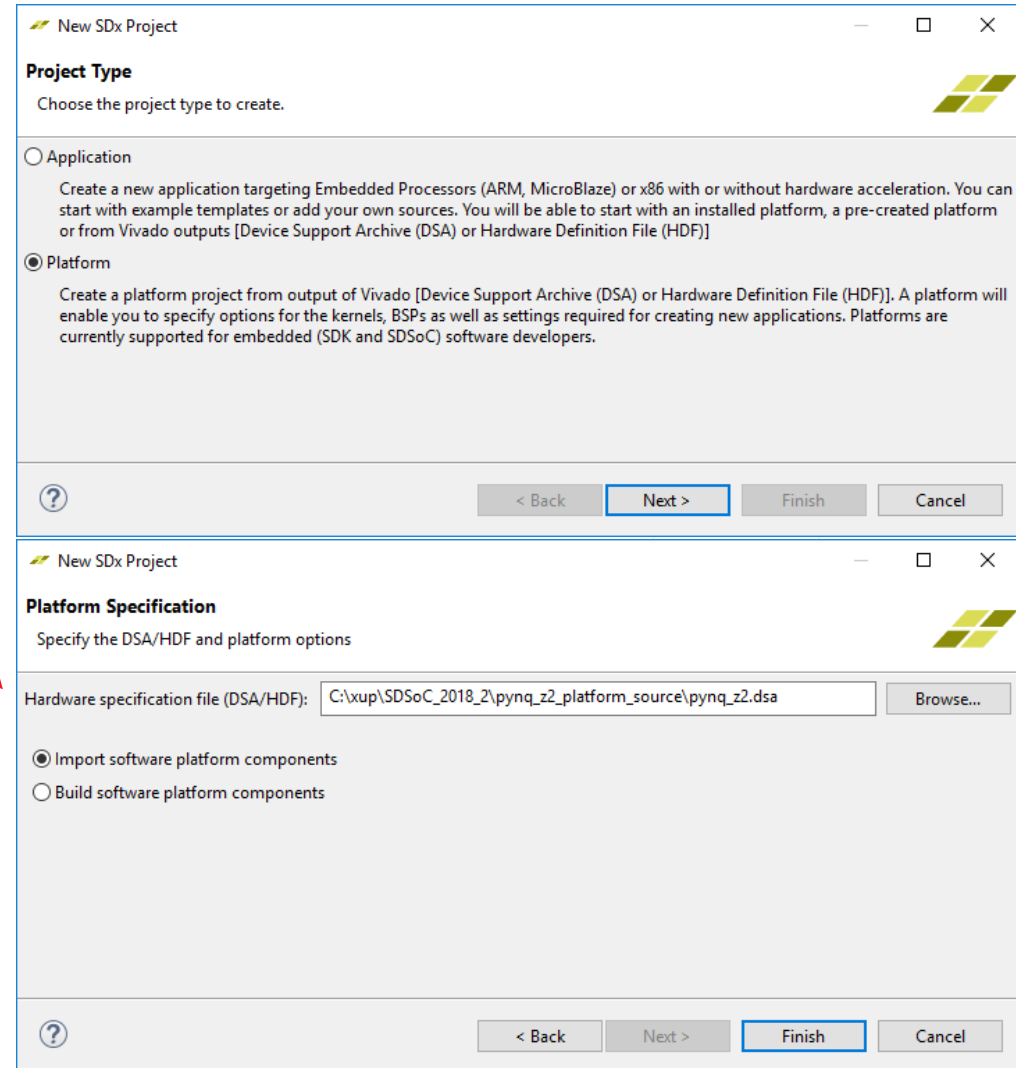 New SDx Project
Project Type
Choose the project type to create.
Application
Create a new application targeting Embedded Processors (ARM, MicroBlaze) or x86 with or without hardware acceleration. You can
start with example templates or add your own sources. You will be able to start with an installed platform, a pre-created platform
or from Vivado outputs [Device Support Archive (DSA) or Hardware Definition File (HDF)]
Platform
Create a platform project from output of Vivado [Device Support Archive (DSA) or Hardware Definition File (HDF)]. A platform will
enable you to specify options for the kernels, BSPs as well as settings required for creating new applications. Platforms are
currently supported for embedded (SDK and SDSoC) software developers.
? < Back Next > Finish Cancel
New SDx Project
Platform Specification
Specify the DSA/HDF and platform options
Hardware specification file (DSA/HDF): C:\xup\SDSoC_2018_2\pynq_z2_platform_source\pynq_z2.dsa Browse...
Import software platform components
Build software platform components
? < Back Next > Finish Cancel